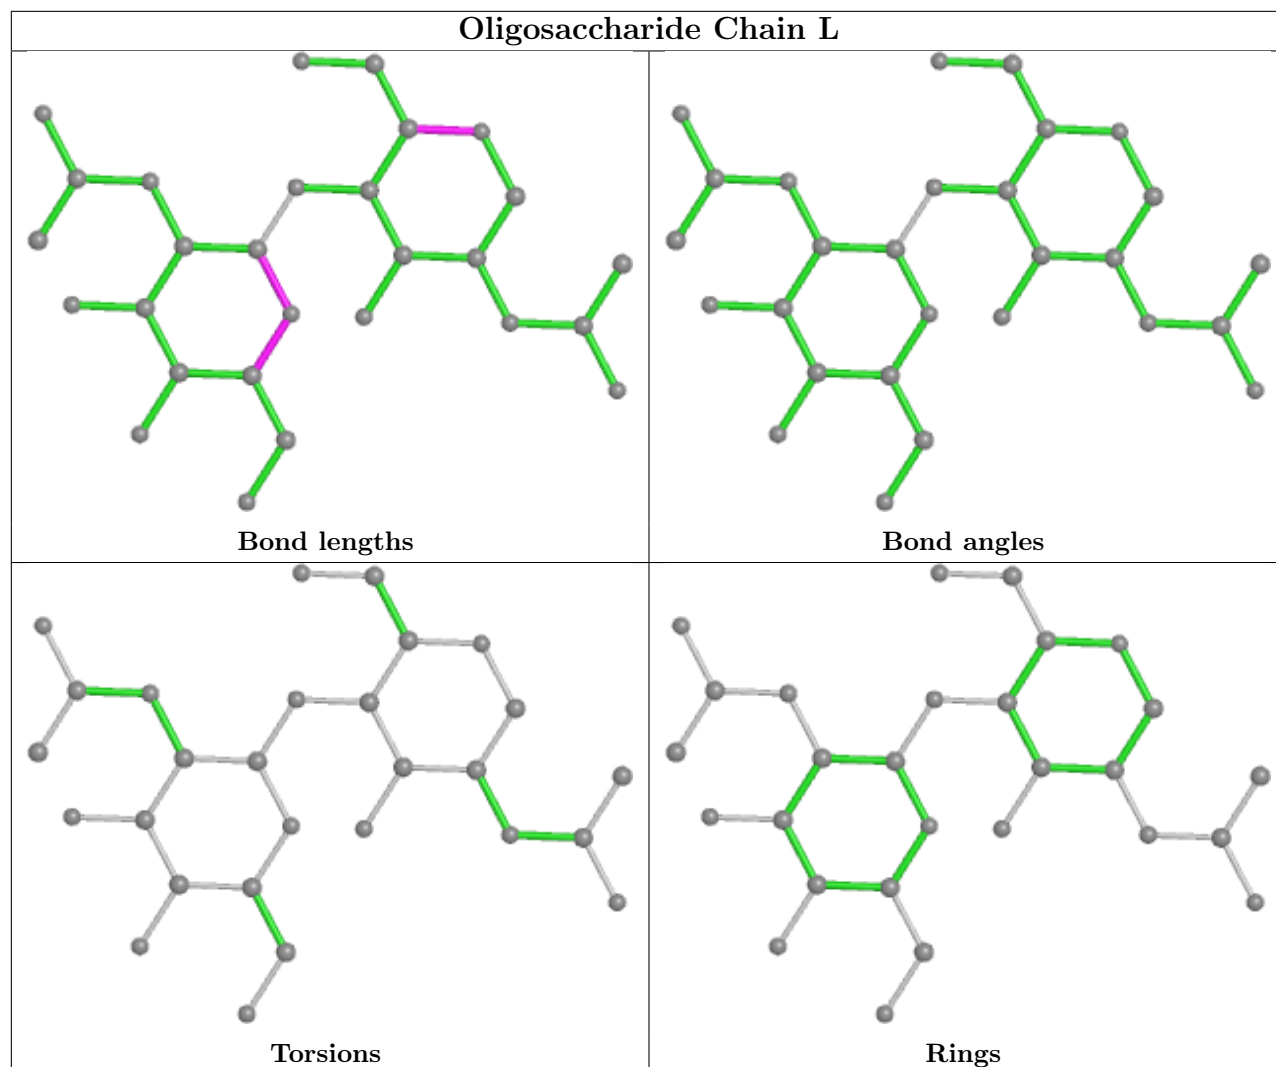 Oligosaccharide Chain L
Bond lengths
Bond angles
Torsions
Rings